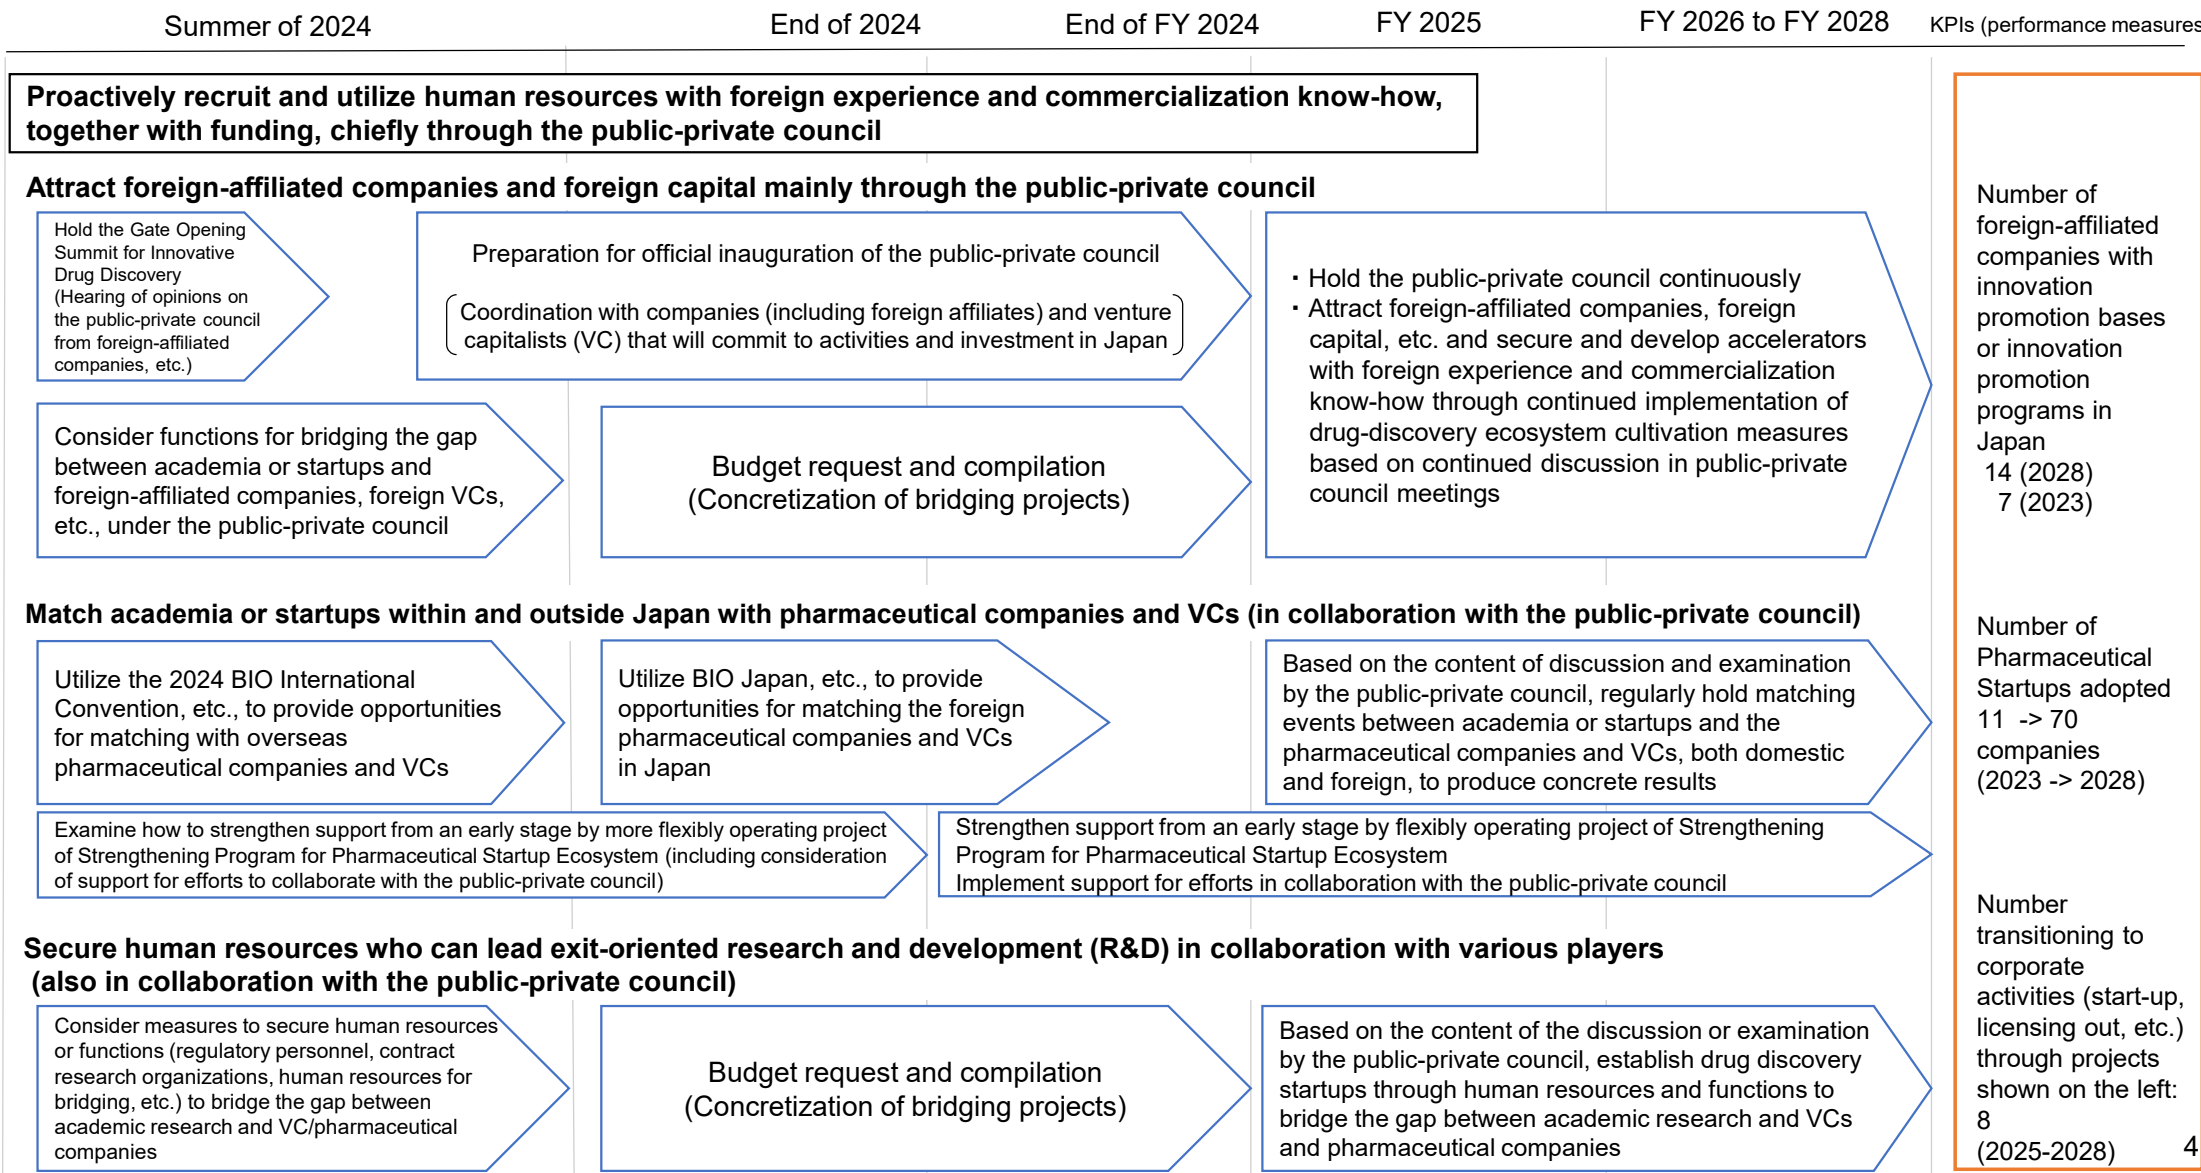 Summer of 2024
End of 2024
End of FY 2024
FY 2025
FY 2026 to FY 2028
KPIs (performance measures
Proactively recruit and utilize human resources with foreign experience and commercialization know-how,
together with funding, chiefly through the public-private council
Attract foreign-affiliated companies and foreign capital mainly through the public-private council
Hold the Gate Opening
Summit for Innovative
Drug Discovery
(Hearing of opinions on
the public-private council
from foreign-affiliated
companies, etc.)
Preparation for official inauguration of the public-private council
Coordination with companies (including foreign affiliates) and venture
capitalists (VC) that will commit to activities and investment in Japan
Consider functions for bridging the gap
between academia or startups and
foreign-affiliated companies, foreign VCs,
etc., under the public-private council
Budget request and compilation
(Concretization of bridging projects)
・Hold the public-private council continuously
・Attract foreign-affiliated companies, foreign
capital, etc. and secure and develop accelerators
with foreign experience and commercialization
know-how through continued implementation of
drug-discovery ecosystem cultivation measures
based on continued discussion in public-private
council meetings
Number of
foreign-affiliated
companies with
innovation
promotion bases
or innovation
promotion
programs in
Japan
14 (2028)
7 (2023)
Match academia or startups within and outside Japan with pharmaceutical companies and VCs (in collaboration with the public-private council)
Utilize the 2024 BIO International
Convention, etc., to provide opportunities
for matching with overseas
pharmaceutical companies and VCs
Utilize BIO Japan, etc., to provide
opportunities for matching the foreign
pharmaceutical companies and VCs
in Japan
Based on the content of discussion and examination
by the public-private council, regularly hold matching
events between academia or startups and the
pharmaceutical companies and VCs, both domestic
and foreign, to produce concrete results
Examine how to strengthen support from an early stage by more flexibly operating project
of Strengthening Program for Pharmaceutical Startup Ecosystem (including consideration
of support for efforts to collaborate with the public-private council)
Strengthen support from an early stage by flexibly operating project of Strengthening
Program for Pharmaceutical Startup Ecosystem
Implement support for efforts in collaboration with the public-private council
Number of
Pharmaceutical
Startups adopted
11 -> 70
companies
(2023 -> 2028)
Secure human resources who can lead exit-oriented research and development (R&D) in collaboration with various players
(also in collaboration with the public-private council)
Consider measures to secure human resources
or functions (regulatory personnel, contract
research organizations, human resources for
bridging, etc.) to bridge the gap between
academic research and VC/pharmaceutical
companies
Budget request and compilation
(Concretization of bridging projects)
Based on the content of the discussion or examination
by the public-private council, establish drug discovery
startups through human resources and functions to
bridge the gap between academic research and VCs
and pharmaceutical companies
Number
transitioning to
corporate
activities (start-up,
licensing out, etc.)
through projects
shown on the left:
8
(2025-2028)
4